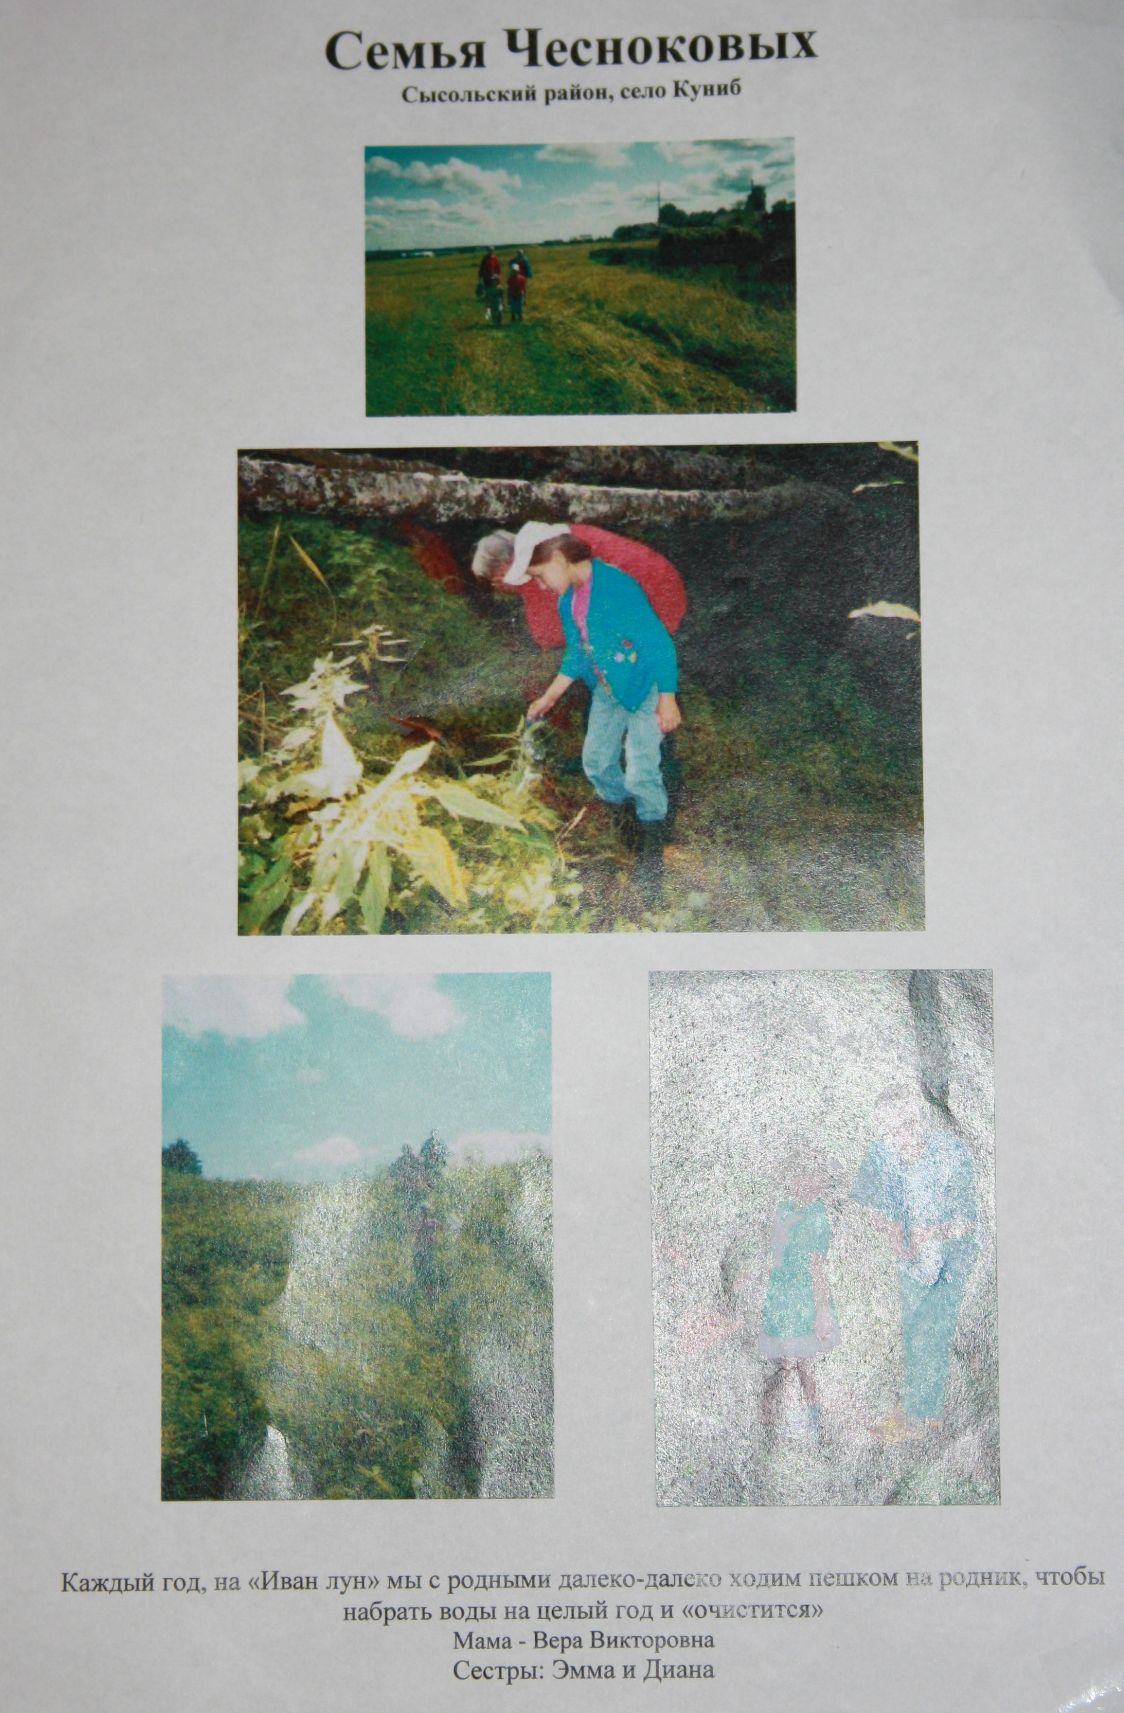 Семья Чесноковых
Сысольский район, село Куниб
Каждый год, на «Иван лун» мы с родными далеко-далеко ходим пешком на родник, чтобы
набрать воды на целый год и «очистится»
Мама - Вера Викторовна
Сестры: Эмма и Диана